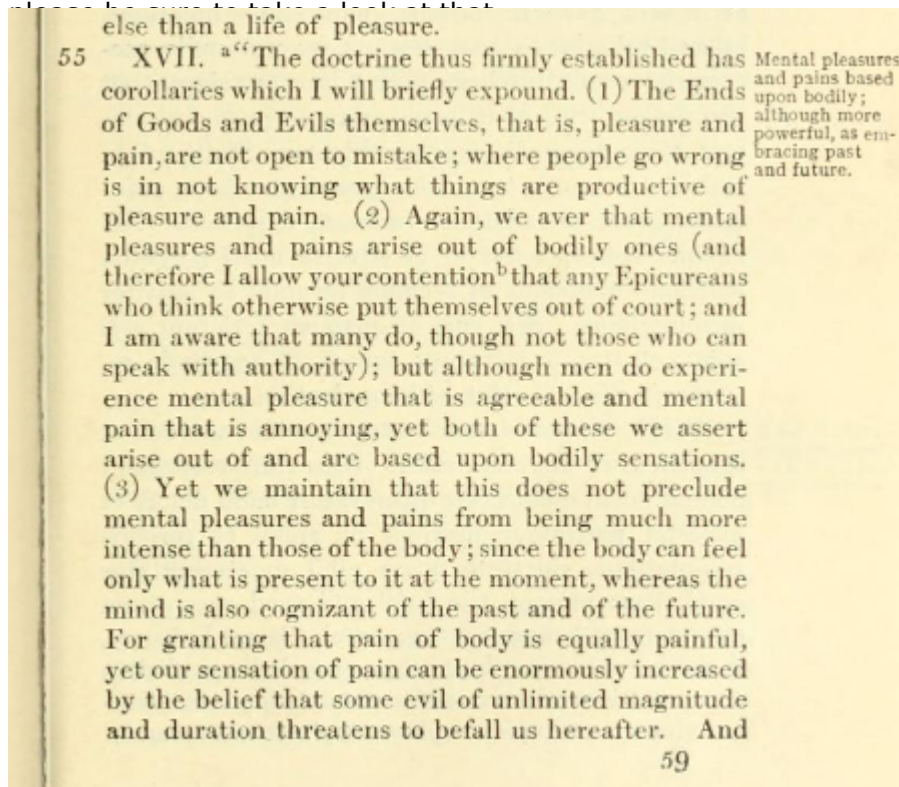 please be sure to take a look at that
else than a life of pleasure.
55 XVII. a“The doctrine thus firmly established has
corollaries which I will briefly expound. (1) The Ends
of Goods and Evils themselves, that is, pleasure and
pain, are not open to mistake; where people go wrong
is in not knowing what things are productive of
pleasure and pain. (2) Again, we aver that mental
pleasures and pains arise out of bodily ones (and
therefore I allow your contentionb that any Epicureans
who think otherwise put themselves out of court; and
I am aware that many do, though not those who can
speak with authority); but although men do experi-
ence mental pleasure that is agreeable and mental
pain that is annoying, yet both of these we assert
arise out of and are based upon bodily sensations.
(3) Yet we maintain that this does not preclude
mental pleasures and pains from being much more
intense than those of the body; since the body can feel
only what is present to it at the moment, whereas the
mind is also cognizant of the past and of the future.
For granting that pain of body is equally painful,
yet our sensation of pain can be enormously increased
by the belief that some evil of unlimited magnitude
and duration threatens to befall us hereafter. And
Mental pleasures
and pains based
upon bodily;
although more
powerful, as em-
bracing past
and future.
59